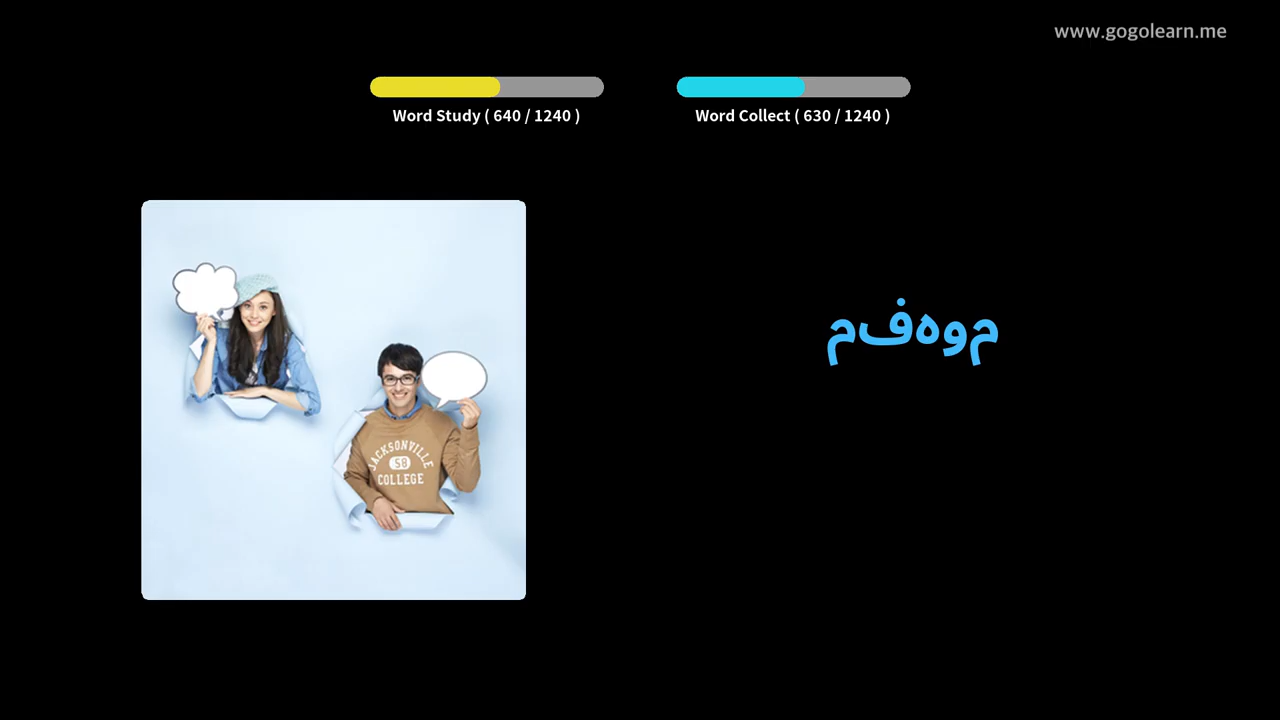 www.gogolearn.me
Word Study ( 640 / 1240 )
Word Collect ( 630 / 1240 )
مفهوم
JACKSONVILLE
58
COLLEGE